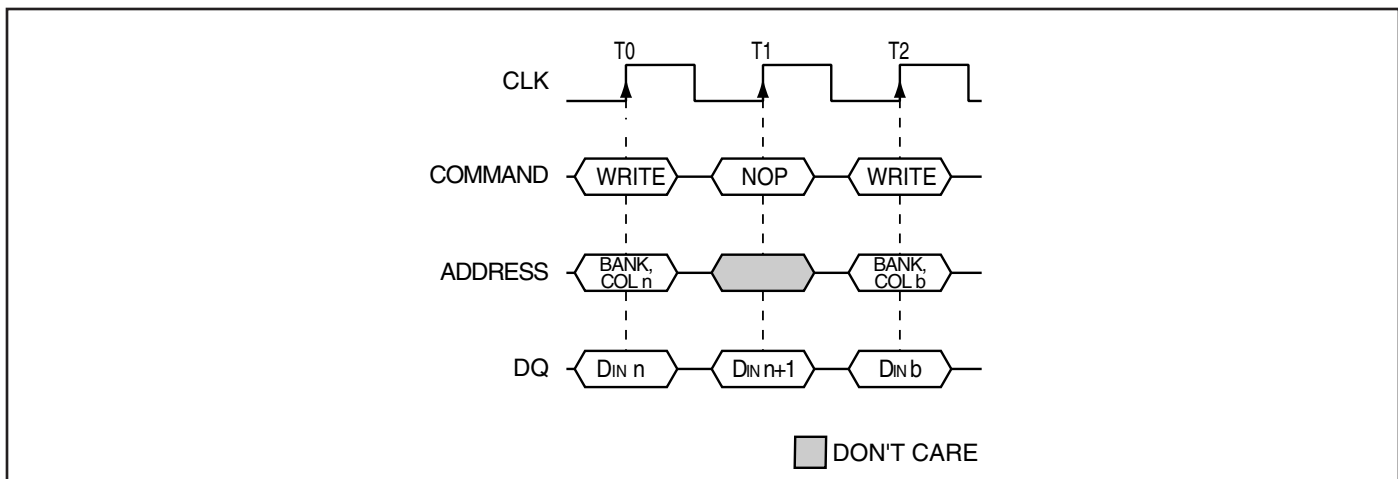 T0 T1 T2
CLK
COMMAND WRITE NOP WRITE
ADDRESS BANK, COL n BANK, COL b
DQ DIN n DIN n+1 DIN b
DON'T CARE